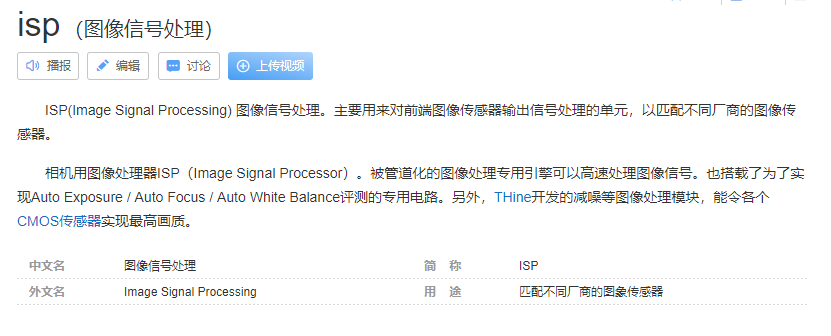 isp（图像信号处理）
播报 编辑 讨论 上传视频
ISP(Image Signal Processing) 图像信号处理。主要用来对前端图像传感器输出信号处理的单元，以匹配不同厂商的图像传
感器。
相机用图像处理器ISP（Image Signal Processor）。被管道化的图像处理专用引擎可以高速处理图像信号。也搭载了为了实
现Auto Exposure / Auto Focus / Auto White Balance评测的专用电路。另外，THine开发的减噪等图像处理模块，能令各个
CMOS传感器实现最高画质。
中文名 图像信号处理 简 称 ISP
外文名 Image Signal Processing 用 途 匹配不同厂商的图象传感器